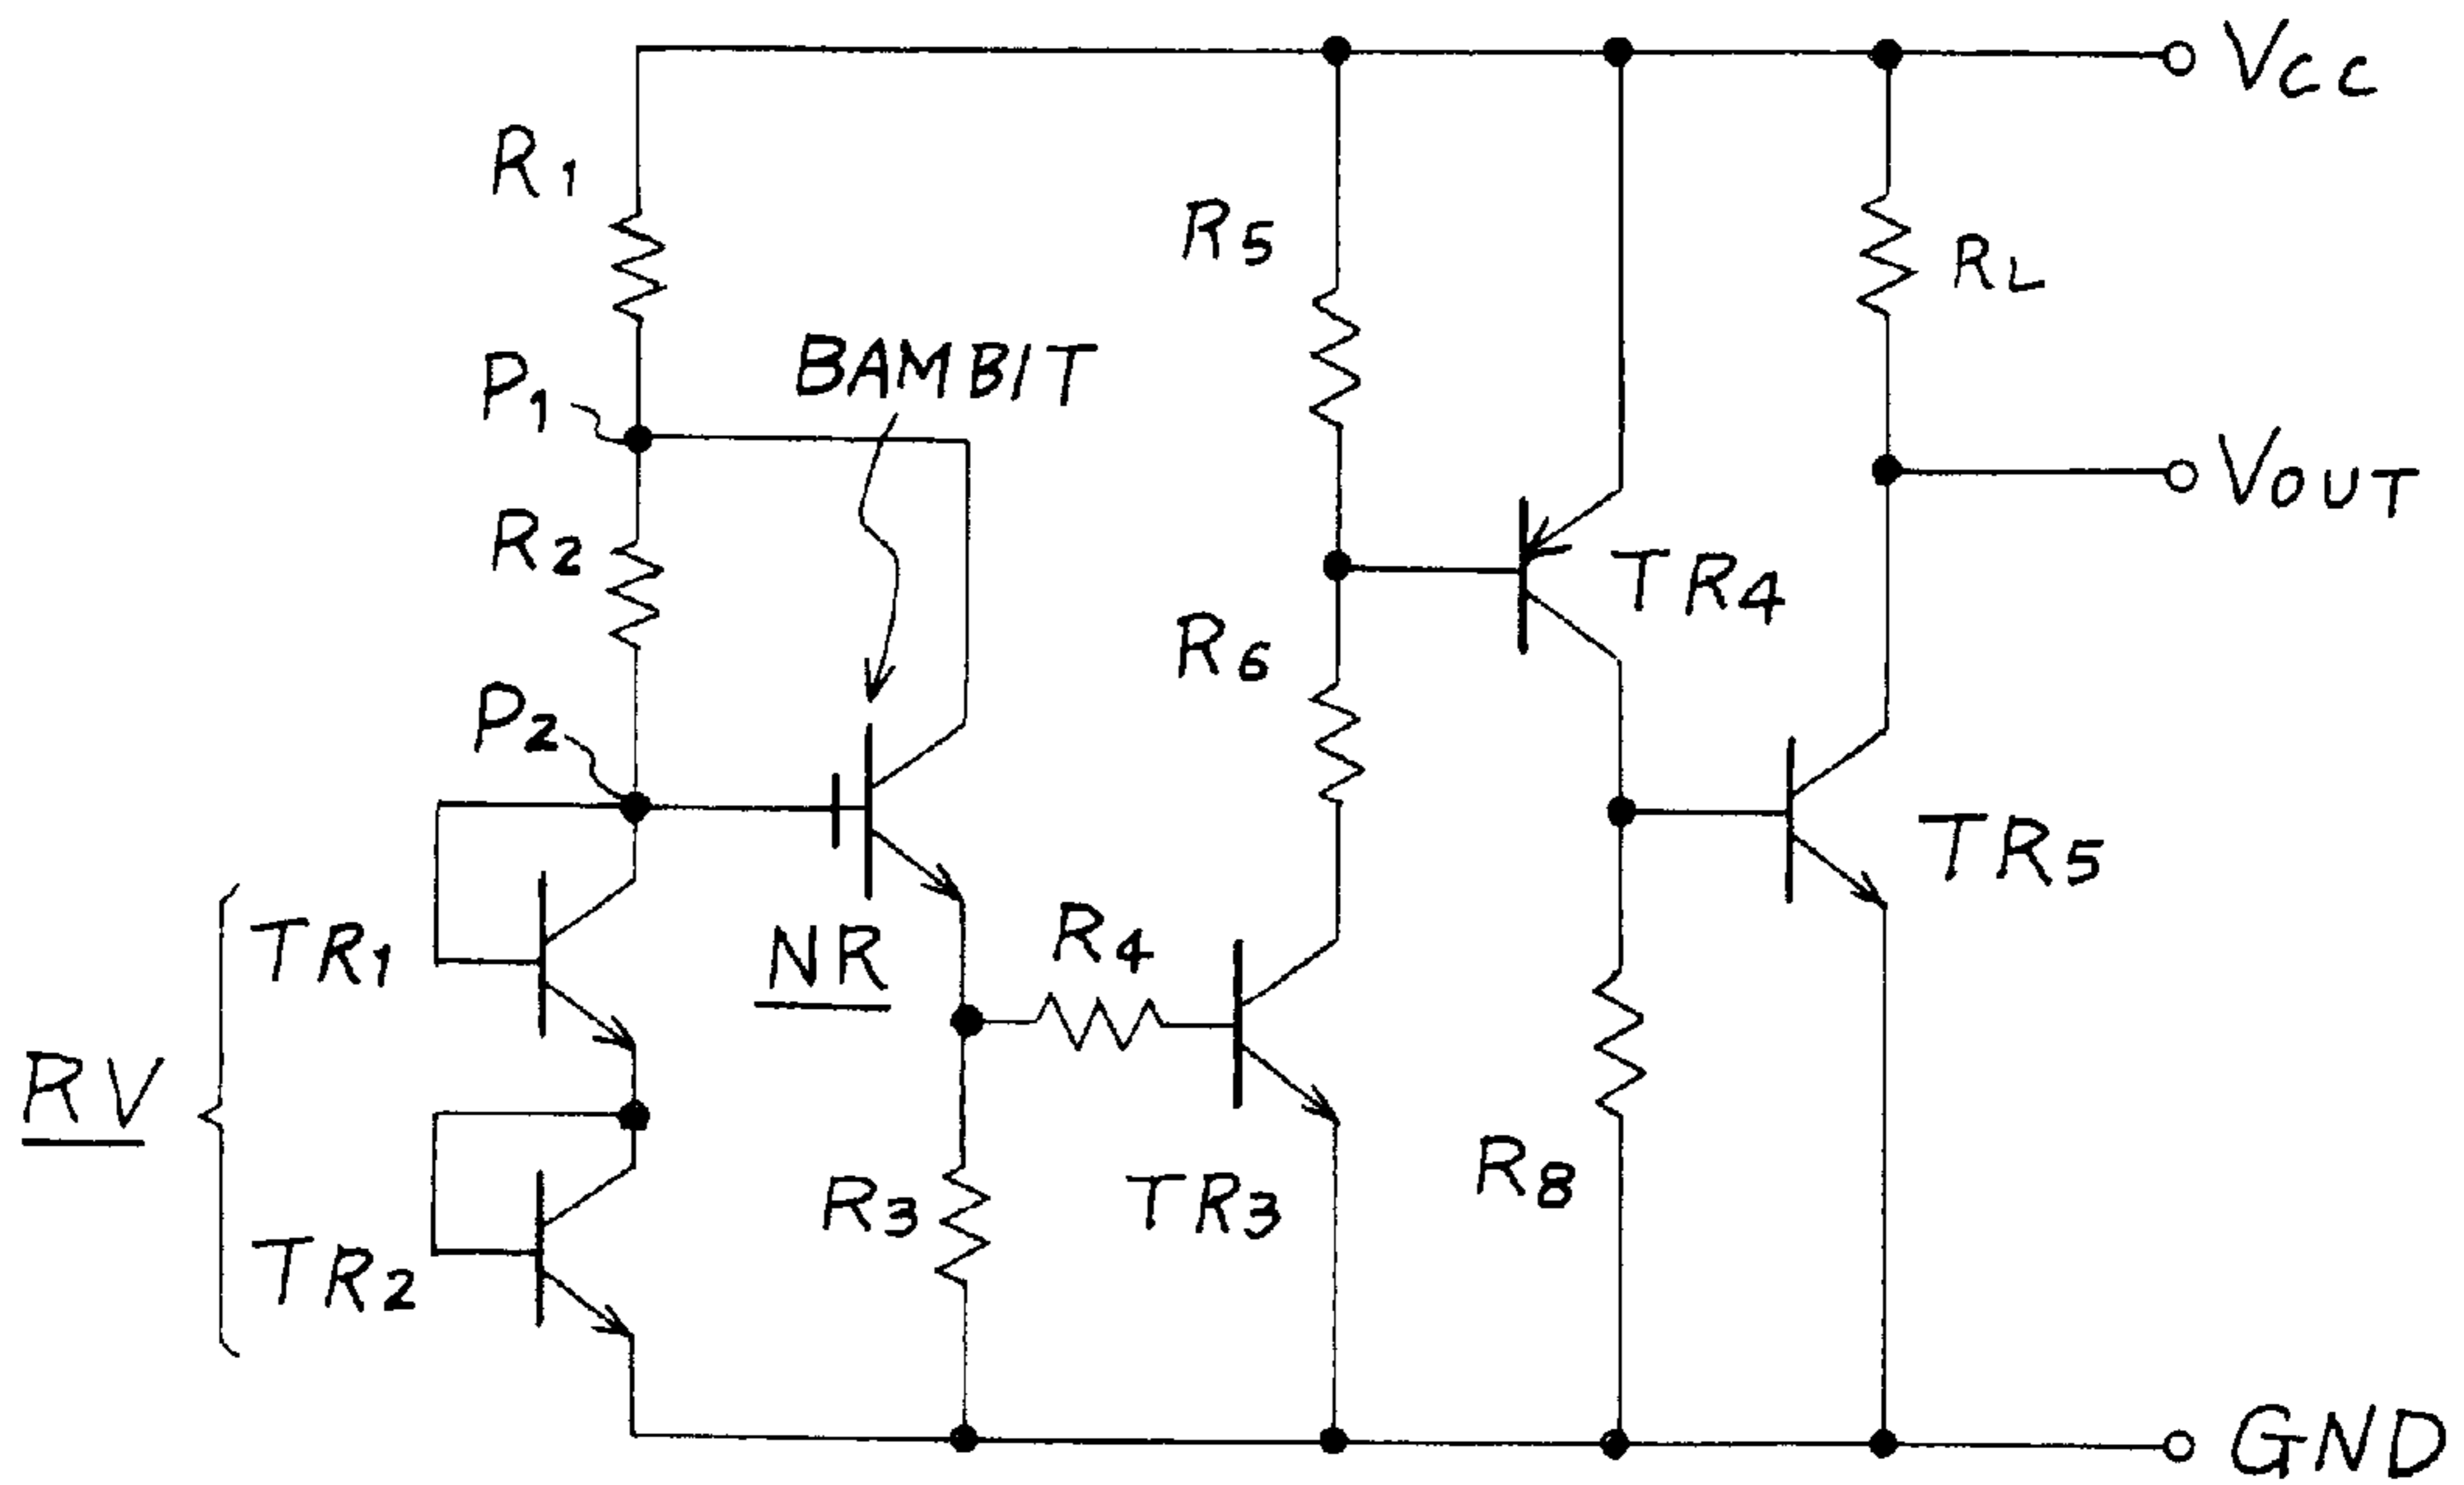 VCC
R1
R5
RL
BAMBIT
P1
VOUT
R2
TR4
R6
P2
TR5
TR1
NR
R4
RV
R3
TR3
R8
TR2
GND